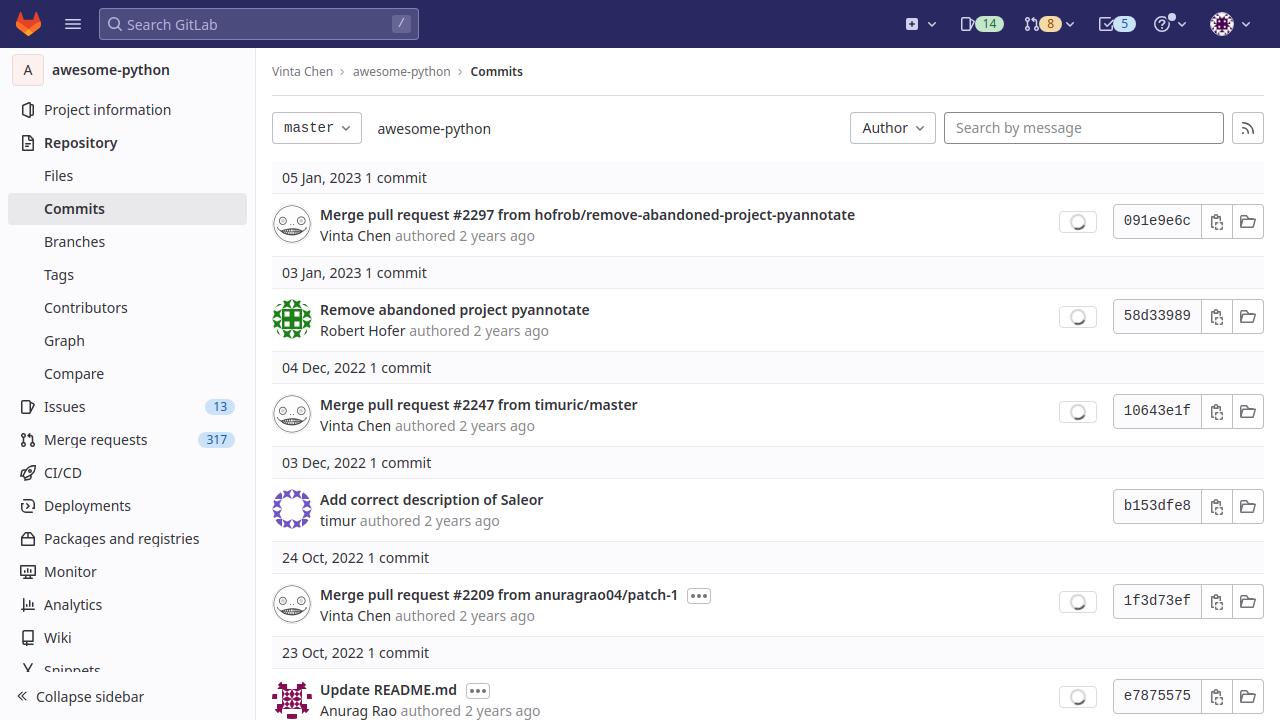 Search GitLab
/
14
8
5
A
awesome-python
Project information
Repository
Files
Commits
Branches
Tags
Contributors
Graph
Compare
Issues
13
Merge requests
317
CI/CD
Deployments
Packages and registries
Monitor
Analytics
Wiki
Snippets
Collapse sidebar
Vinta Chen
awesome-python
Commits
master
awesome-python
Author
Search by message
05 Jan, 2023 1 commit
Merge pull request #2297 from hofrob/remove-abandoned-project-pyannotate
Vinta Chen authored 2 years ago
091e9e6c
03 Jan, 2023 1 commit
Remove abandoned project pyannotate
Robert Hofer authored 2 years ago
58d33989
04 Dec, 2022 1 commit
Merge pull request #2247 from timuric/master
Vinta Chen authored 2 years ago
10643e1f
03 Dec, 2022 1 commit
Add correct description of Saleor
timur authored 2 years ago
b153dfe8
24 Oct, 2022 1 commit
Merge pull request #2209 from anuragrao04/patch-1
Vinta Chen authored 2 years ago
1f3d73ef
23 Oct, 2022 1 commit
Update README.md
Anurag Rao authored 2 years ago
e7875575